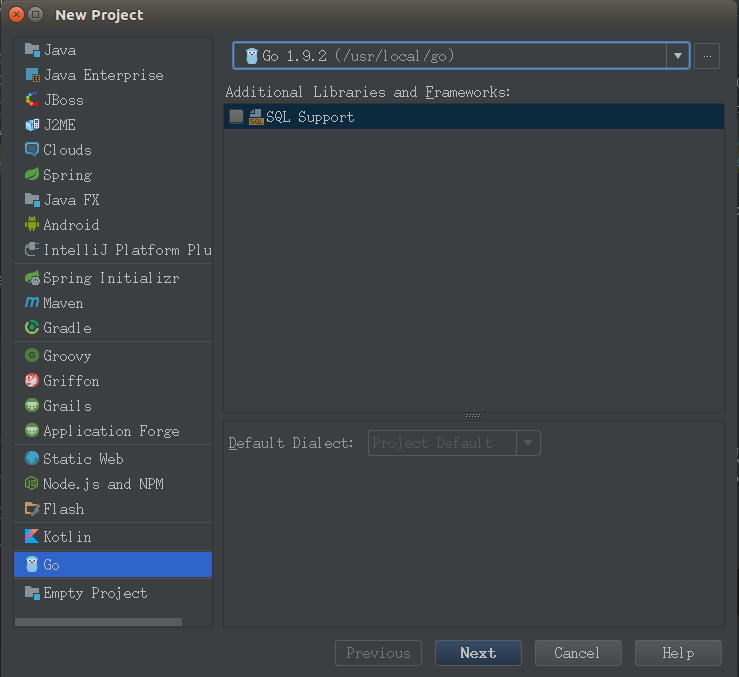 New Project
Java
Java Enterprise
JBoss
J2ME
Clouds
Spring
Java FX
Android
IntelliJ Platform Plu
Spring Initializr
Maven
Gradle
Groovy
Griffon
Grails
Application Forge
Static Web
Node.js and NPM
Flash
Kotlin
Go
Empty Project
Go 1.9.2 (/usr/local/go)
...
Additional Libraries and Frameworks:
SQL Support
Default Dialect: Project Default
Previous Next Cancel Help